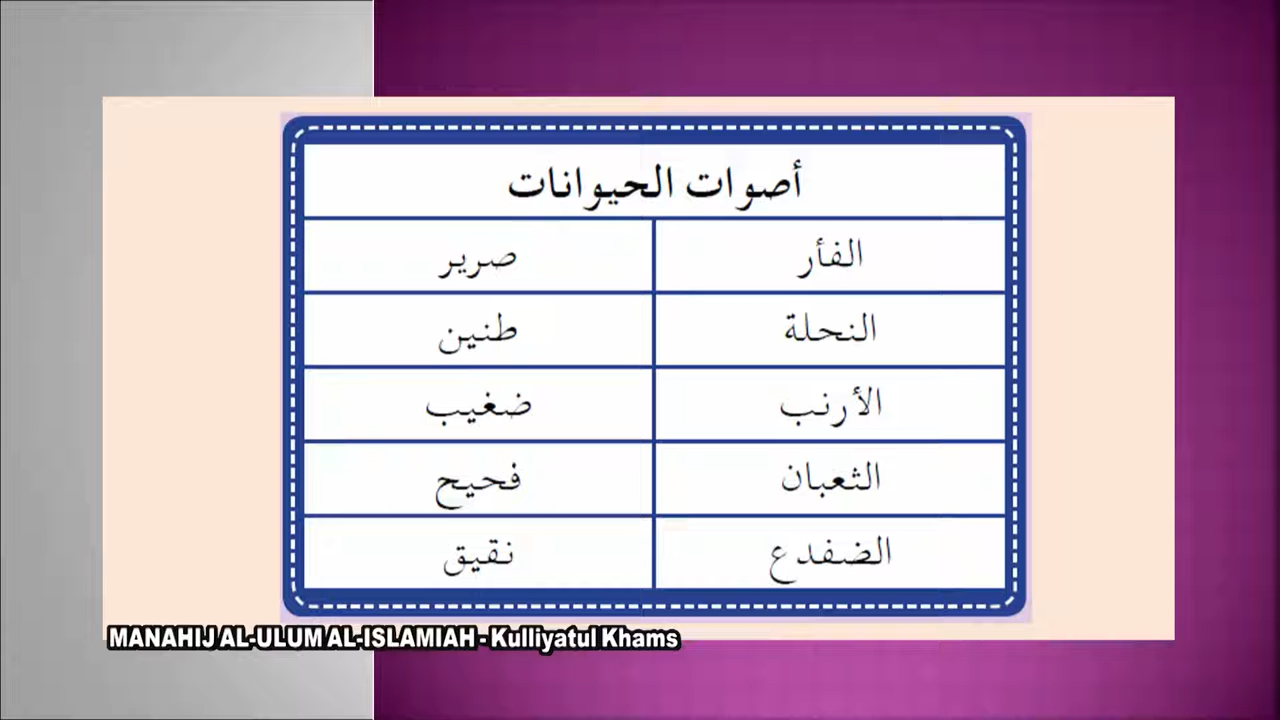 أصوات الحيوانات
الفأر صرير
النحلة طنين
الأرنب ضغيب
الثعبان فحيح
الضفدع نقيق
MANAHIJ AL-ULUM AL-ISLAMIAH - Kulliyatul Khams